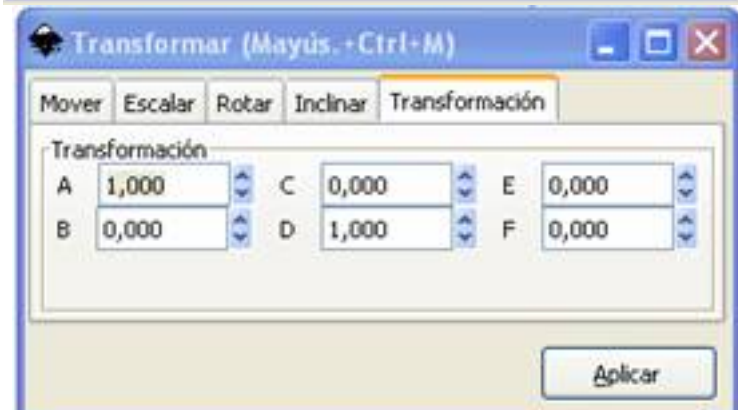 Transformar (Mayús.+Ctrl+M)
Mover Escalar Rotar Inclinar Transformación
Transformación
A 1,000 C 0,000 E 0,000
B 0,000 D 1,000 F 0,000
Aplicar